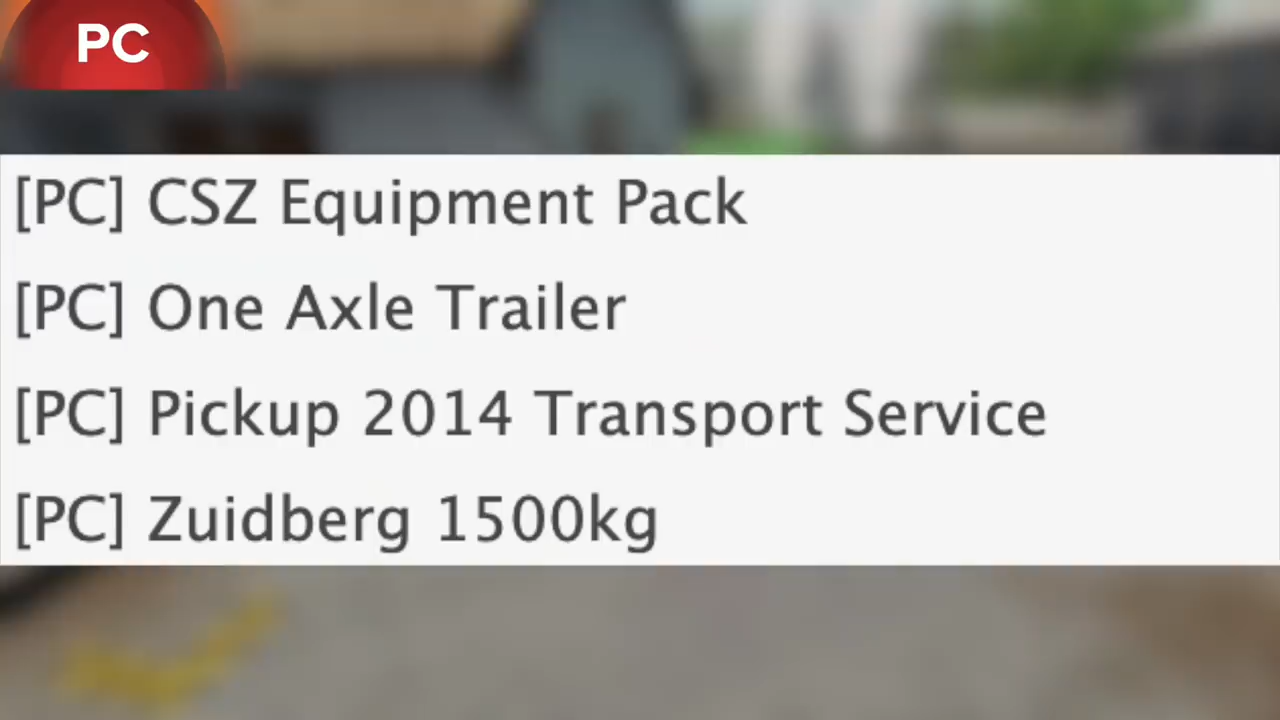 PC
[PC] CSZ Equipment Pack
[PC] One Axle Trailer
[PC] Pickup 2014 Transport Service
[PC] Zuidberg 1500kg